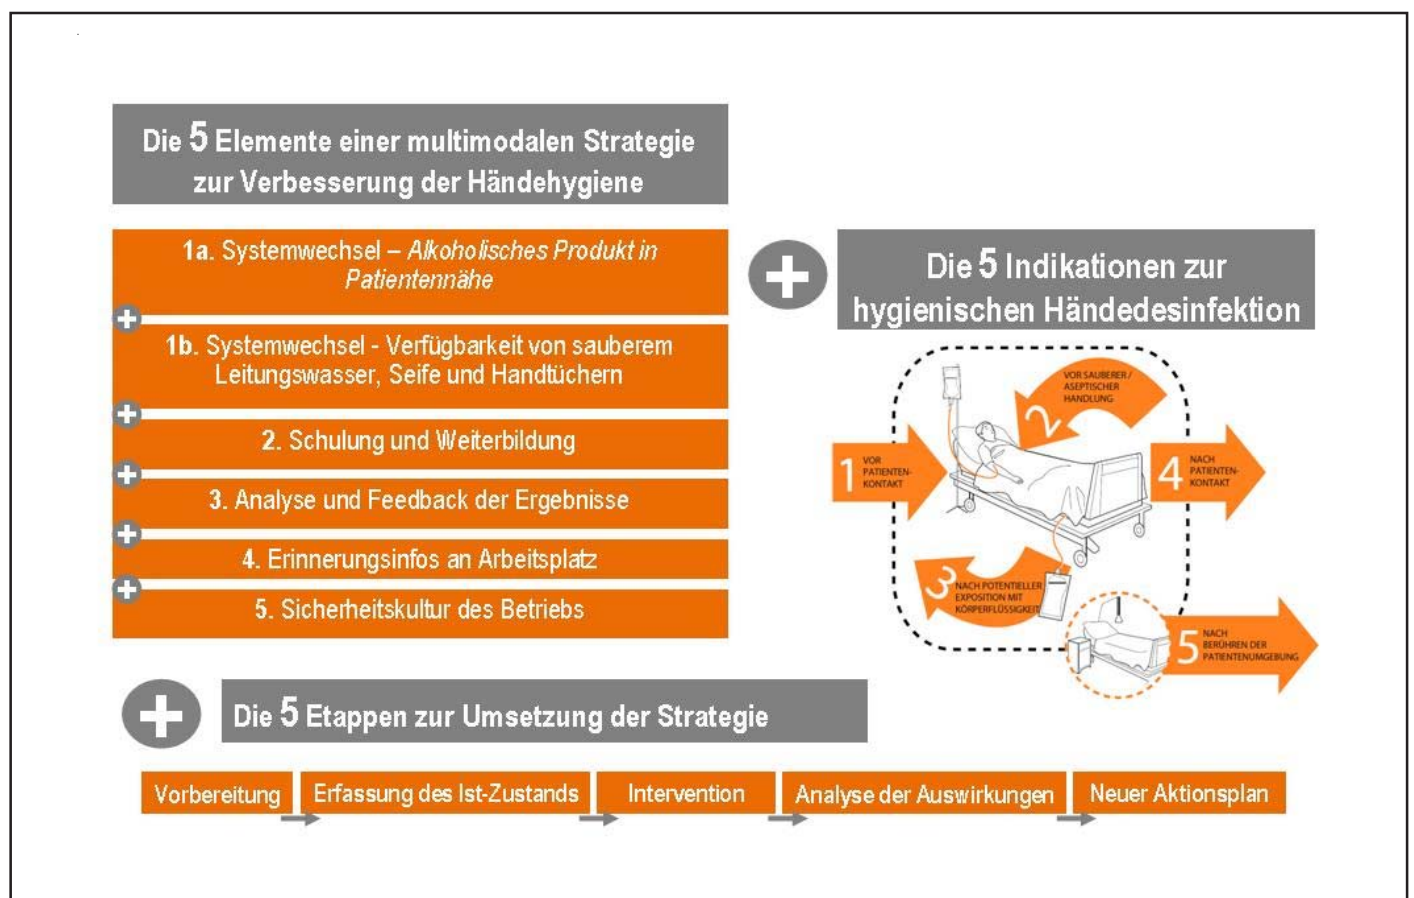 Die 5 Elemente einer multimodalen Strategie
zur Verbesserung der Händehygiene
1a. Systemwechsel – Alkoholisches Produkt in
Patientennähe
1b. Systemwechsel - Verfügbarkeit von sauberem
Leitungswasser, Seife und Handtüchern
2. Schulung und Weiterbildung
3. Analyse und Feedback der Ergebnisse
4. Erinnerungsinfos an Arbeitsplatz
5. Sicherheitskultur des Betriebs
Die 5 Indikationen zur
hygienischen Händedesinfektion
1
VOR
PATIENTEN-
KONTAKT
2
VOR SAUBERER /
ASEPTISCHER
HANDLUNG
3
NACH POTENTIELLER
EXPOSITION MIT
KÖRPERFLÜSSIGKEIT
4
NACH
PATIENTEN-
KONTAKT
5
NACH
BERÜHREN DER
PATIENTENUMGEBUNG
Die 5 Etappen zur Umsetzung der Strategie
Vorbereitung
Erfassung des Ist-Zustands
Intervention
Analyse der Auswirkungen
Neuer Aktionsplan